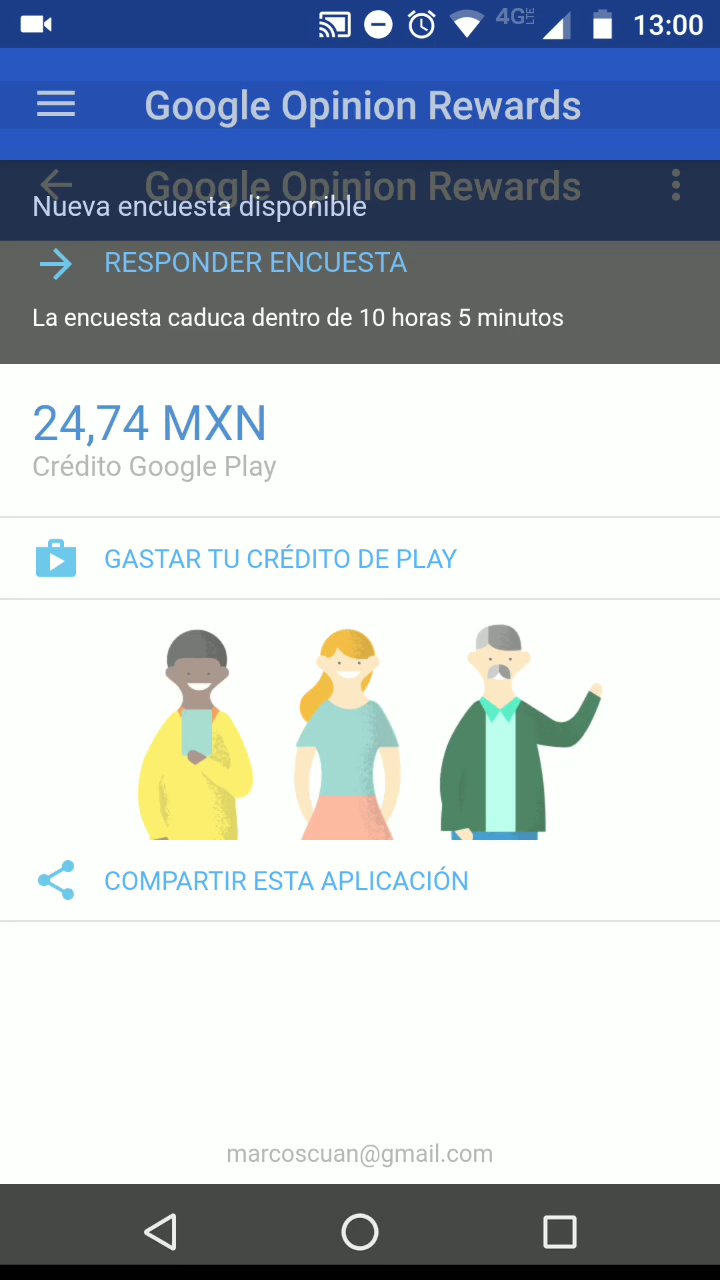 4G LTE 13:00
Google Opinion Rewards
Google Opinion Rewards
Nueva encuesta disponible
RESPONDER ENCUESTA
La encuesta caduca dentro de 10 horas 5 minutos
24,74 MXN
Crédito Google Play
GASTAR TU CRÉDITO DE PLAY
COMPARTIR ESTA APLICACIÓN
marcoscuan@gmail.com